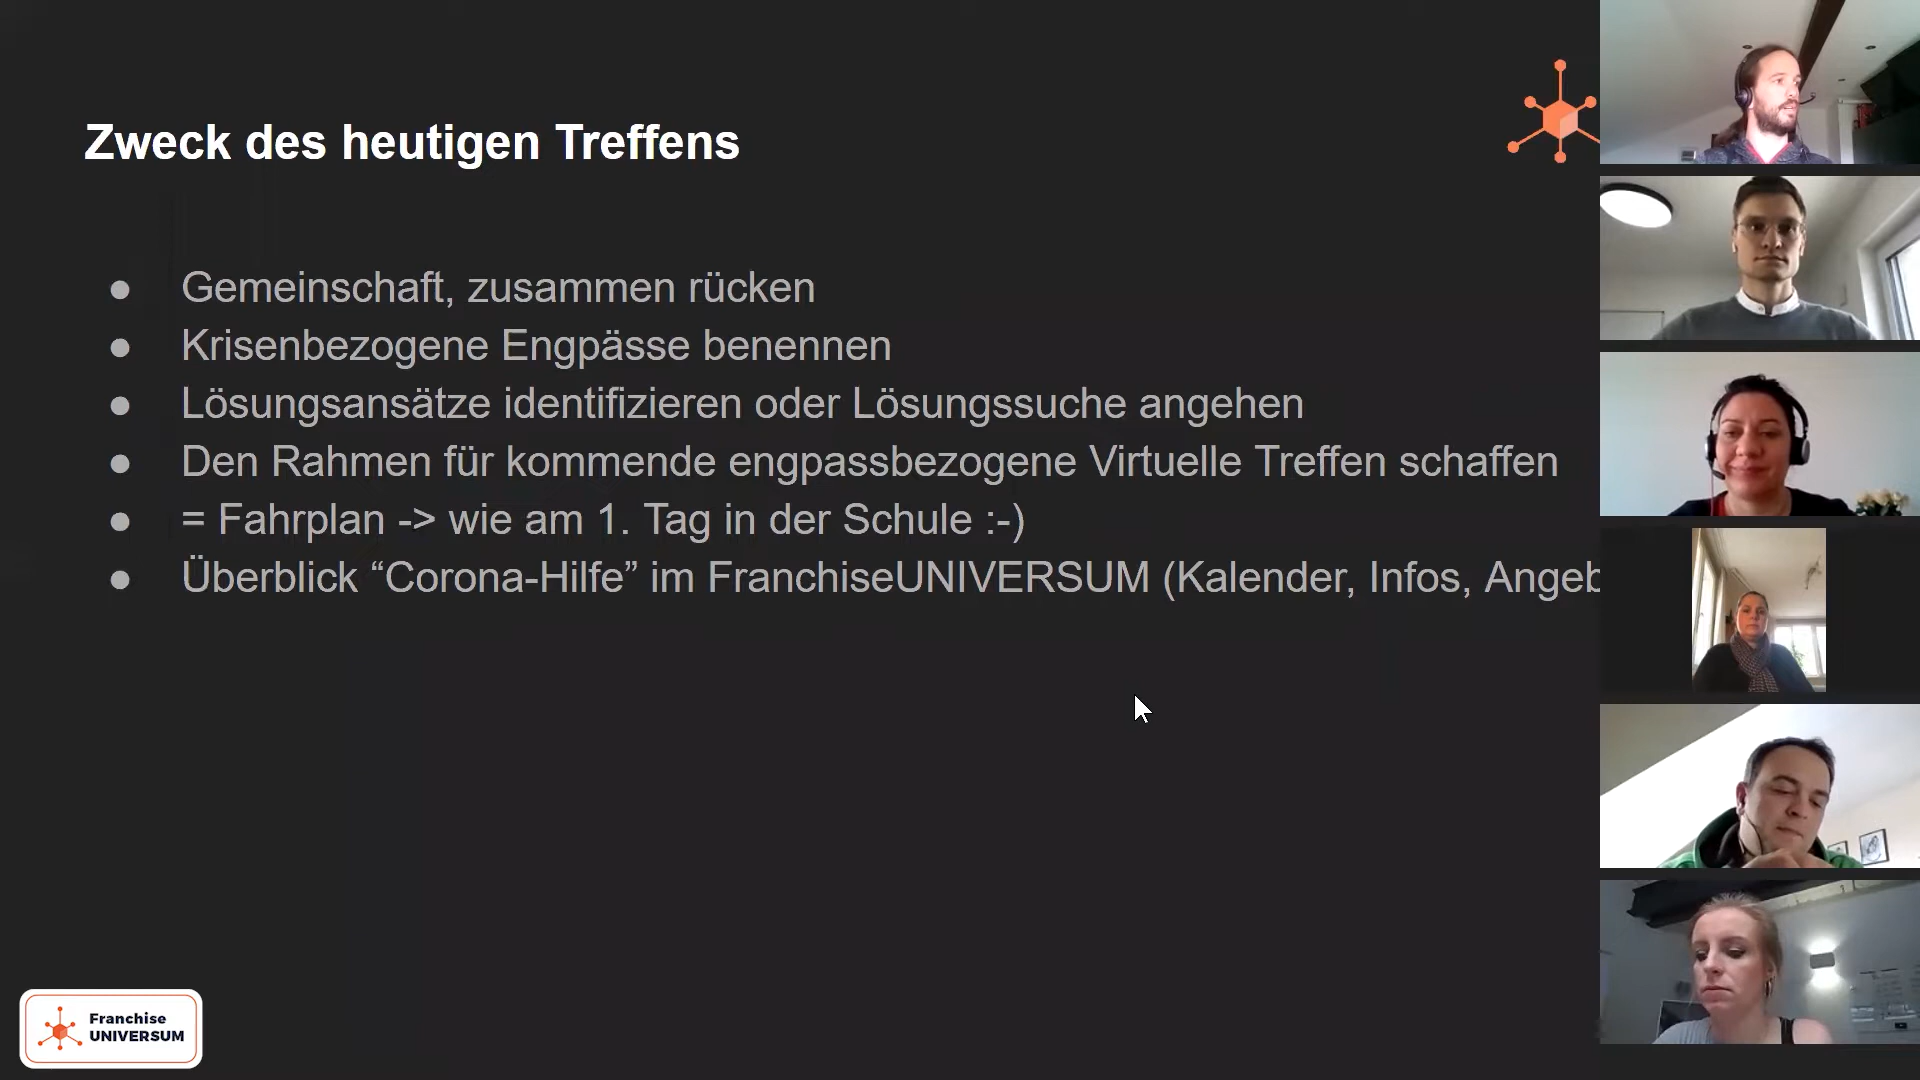 Zweck des heutigen Treffens
● Gemeinschaft, zusammen rücken
● Krisenbezogene Engpässe benennen
● Lösungsansätze identifizieren oder Lösungssuche angehen
● Den Rahmen für kommende engpassbezogene Virtuelle Treffen schaffen
● = Fahrplan -> wie am 1. Tag in der Schule :-)
● Überblick “Corona-Hilfe” im FranchiseUNIVERSUM (Kalender, Infos, Angeb
Franchise
UNIVERSUM